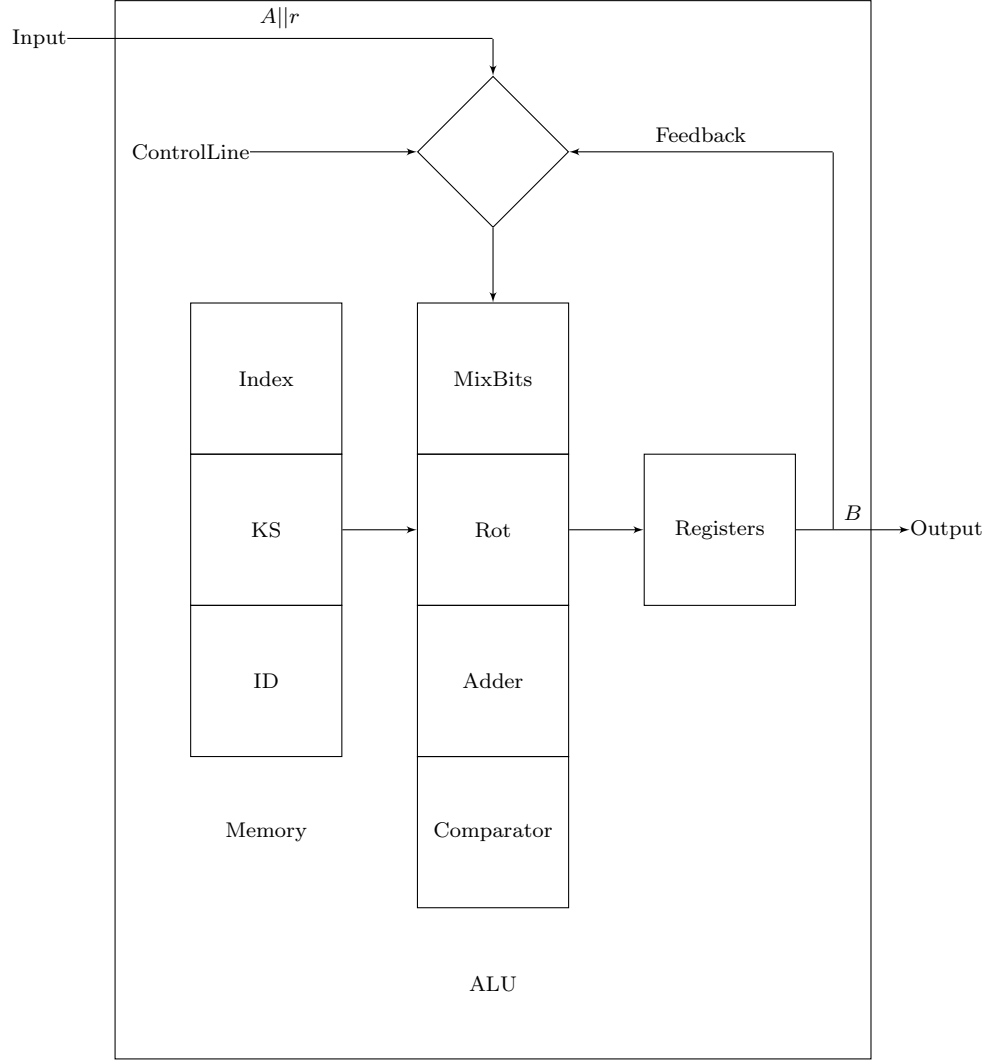 A||r
Input
Feedback
ControlLine
Index
MixBits
B
KS
Rot
Registers
Output
ID
Adder
Memory
Comparator
ALU